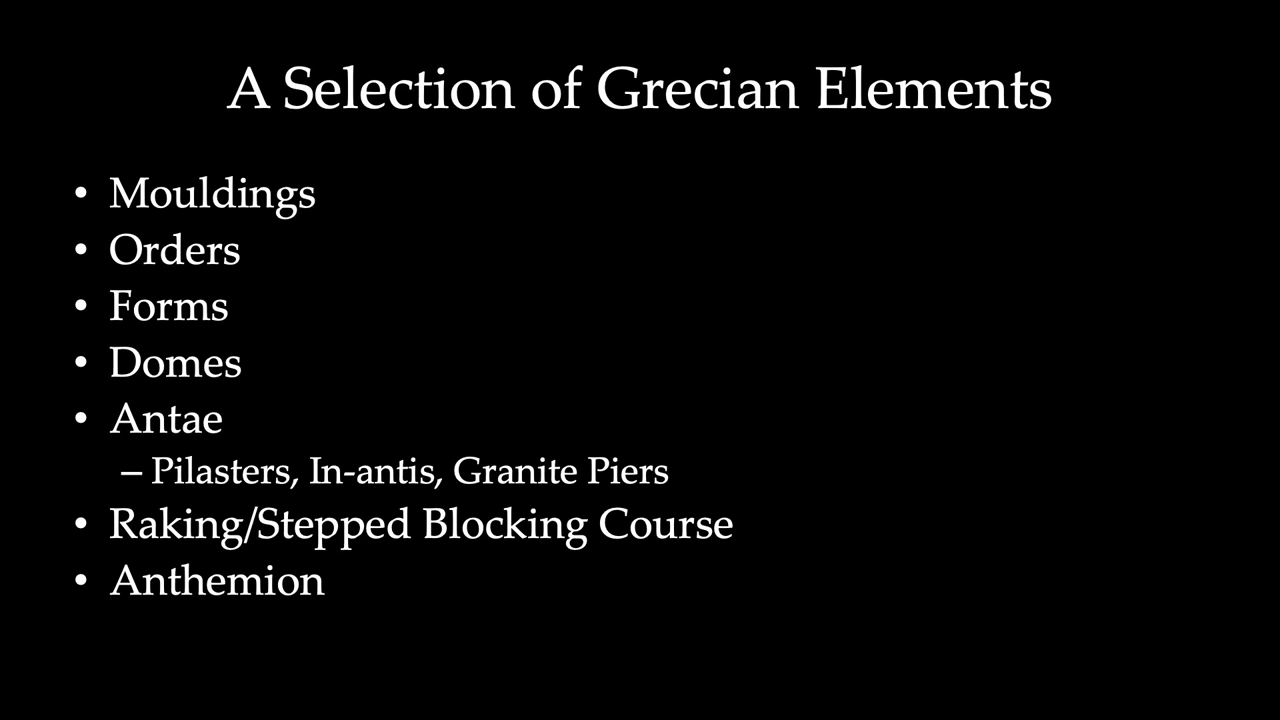 A Selection of Grecian Elements
• Mouldings
• Orders
• Forms
• Domes
• Antae
– Pilasters, In-antis, Granite Piers
• Raking/Stepped Blocking Course
• Anthemion